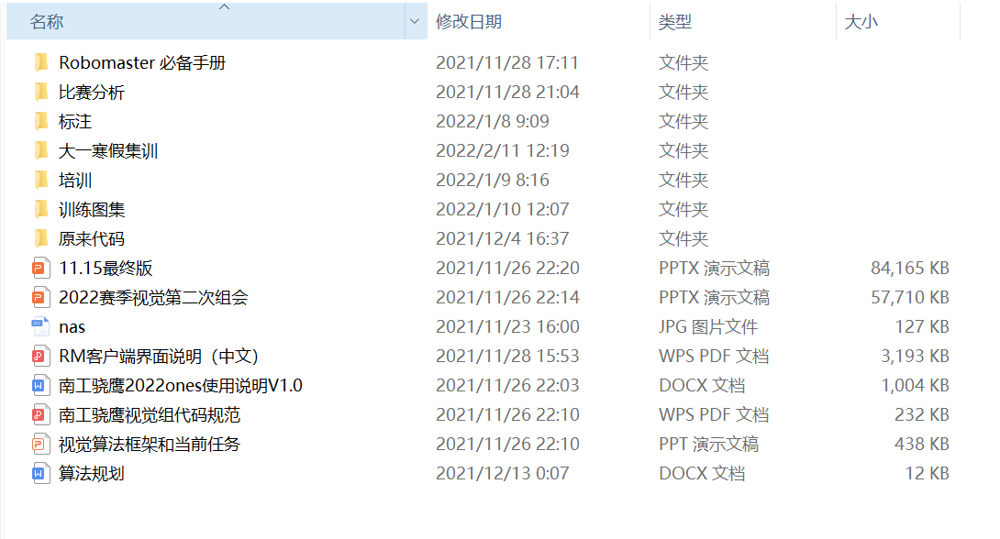 名称 修改日期 类型 大小
Robomaster 必备手册 2021/11/28 17:11 文件夹
比赛分析 2021/11/28 21:04 文件夹
标注 2022/1/8 9:09 文件夹
大一寒假集训 2022/2/11 12:19 文件夹
培训 2022/1/9 8:16 文件夹
训练图集 2022/1/10 12:07 文件夹
原来代码 2021/12/4 16:37 文件夹
11.15最终版 2021/11/26 22:20 PPTX 演示文稿 84,165 KB
2022赛季视觉第二次组会 2021/11/26 22:14 PPTX 演示文稿 57,710 KB
nas 2021/11/23 16:00 JPG 图片文件 127 KB
RM客户端界面说明（中文） 2021/11/28 15:53 WPS PDF 文档 3,193 KB
南工骁鹰2022ones使用说明V1.0 2021/11/26 22:03 DOCX 文档 1,004 KB
南工骁鹰视觉组代码规范 2021/11/26 22:10 WPS PDF 文档 232 KB
视觉算法框架和当前任务 2021/11/26 22:10 PPT 演示文稿 438 KB
算法规划 2021/12/13 0:07 DOCX 文档 12 KB